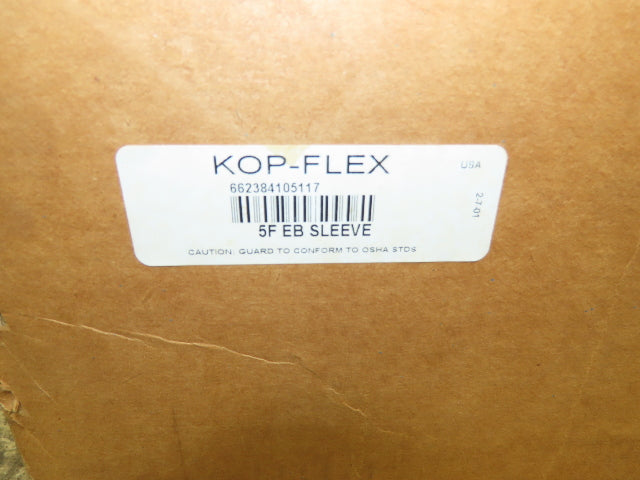 KOP-FLEX
USA
662384105117
5F EB SLEEVE
2-7-01
CAUTION: GUARD TO CONFORM TO OSHA STDS